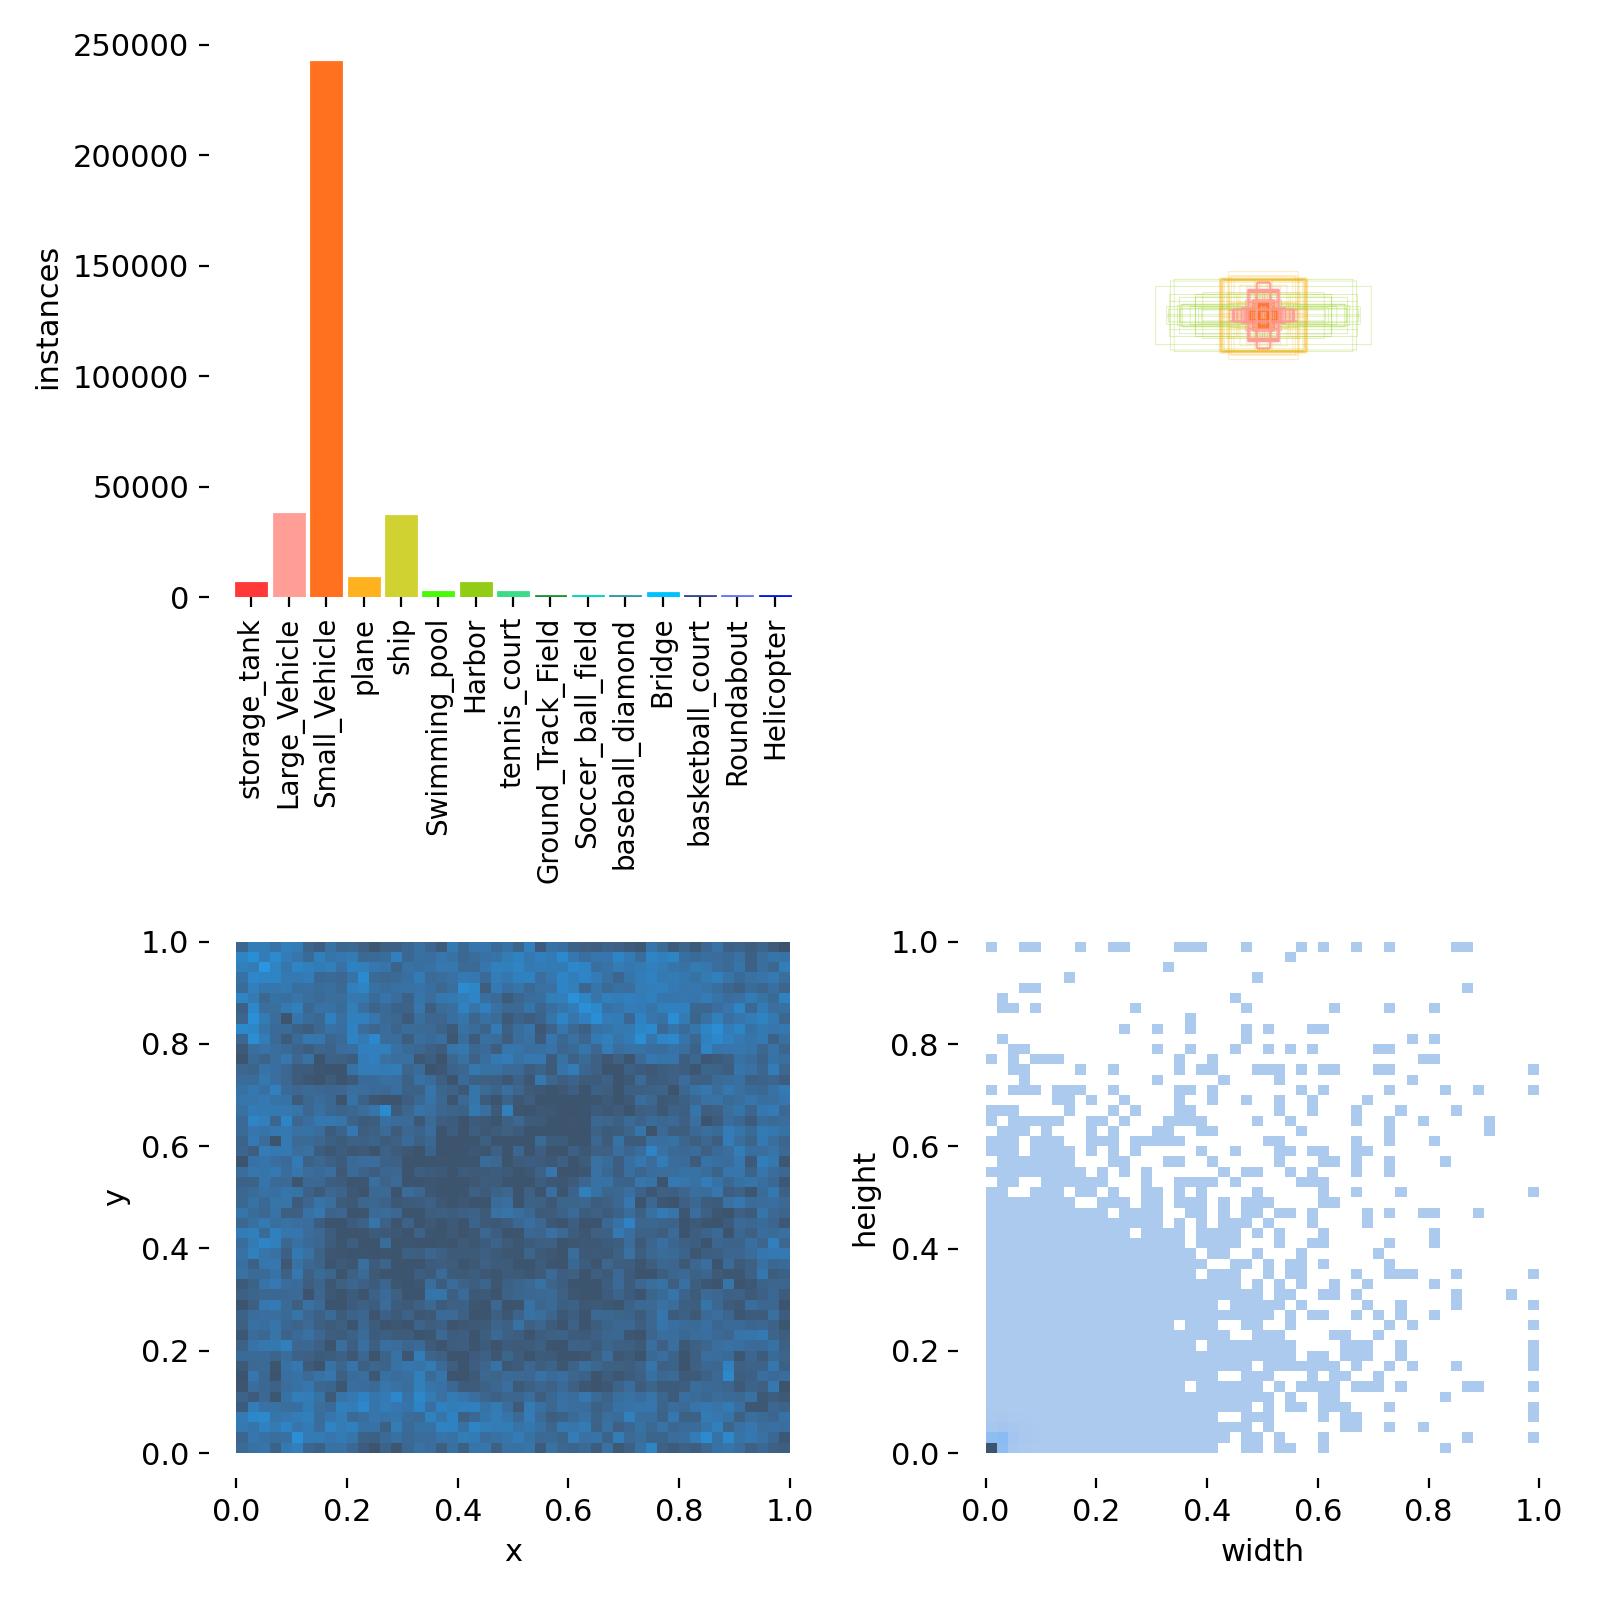 250000
200000
150000
100000
50000
0
instances
storage_tank
Large_Vehicle
Small_Vehicle
plane
ship
Swimming_pool
Harbor
tennis_court
Ground_Track_Field
Soccer_ball_field
baseball_diamond
Bridge
basketball_court
Roundabout
Helicopter
1.0
0.8
0.6
0.4
0.2
0.0
y
0.0 0.2 0.4 0.6 0.8 1.0
x
1.0
0.8
0.6
0.4
0.2
0.0
height
0.0 0.2 0.4 0.6 0.8 1.0
width